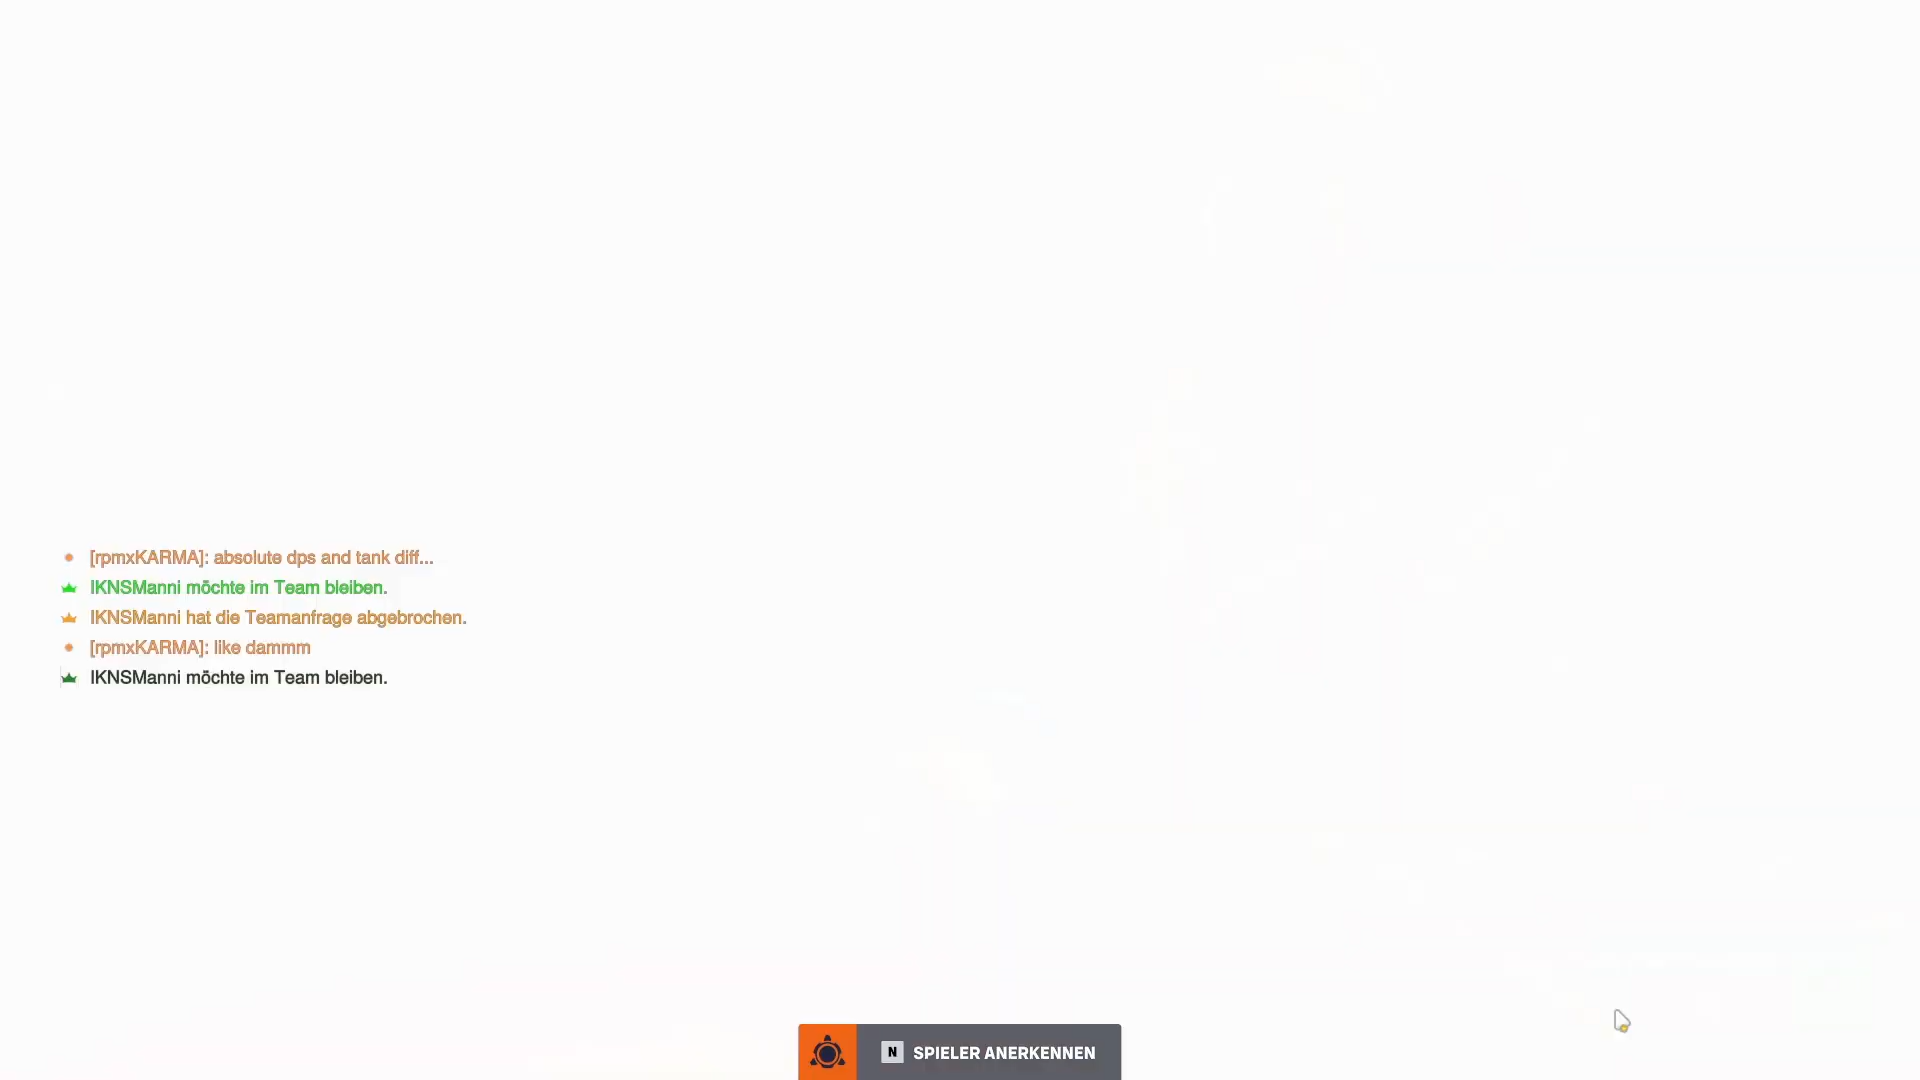 [rpmxKARMA]: absolute dps and tank diff...
IKNSManni möchte im Team bleiben.
IKNSManni hat die Teamanfrage abgebrochen.
[rpmxKARMA]: like dammm
IKNSManni möchte im Team bleiben.
N SPIELER ANERKENNEN